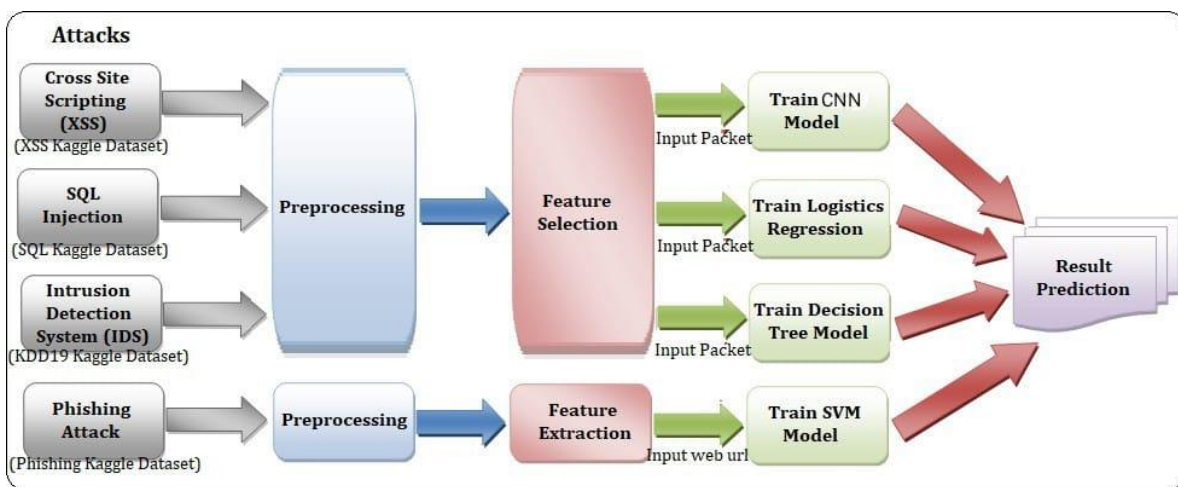 Attacks
Cross Site
Scripting
(XSS)
(XSS Kaggle Dataset)
SQL
Injection
(SQL Kaggle Dataset)
Intrusion
Detection
System (IDS)
(KDD19 Kaggle Dataset)
Phishing
Attack
(Phishing Kaggle Dataset)
Preprocessing
Preprocessing
Feature
Selection
Feature
Extraction
Input Packet
Input Packet
Input Packet
Input web url
Train CNN
Model
Train Logistics
Regression
Train Decision
Tree Model
Train SVM
Model
Result
Prediction